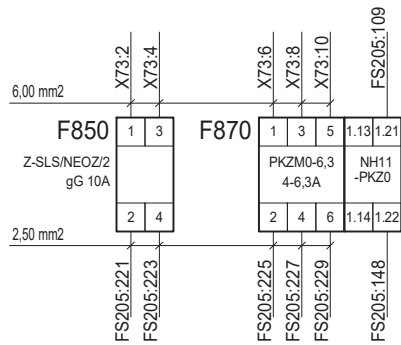 X73:2
X73:4
X73:6
X73:8
X73:10
FS205:109
6,00 mm2
F850
1
3
F870
1
3
5
1.13
1.21
Z-SLS/NEOZ/2
gG 10A
PKZM0-6,3
4-6,3A
NH11
-PKZ0
2
4
2
4
6
1.14
1.22
2,50 mm2
FS205:221
FS205:223
FS205:225
FS205:227
FS205:229
FS205:148